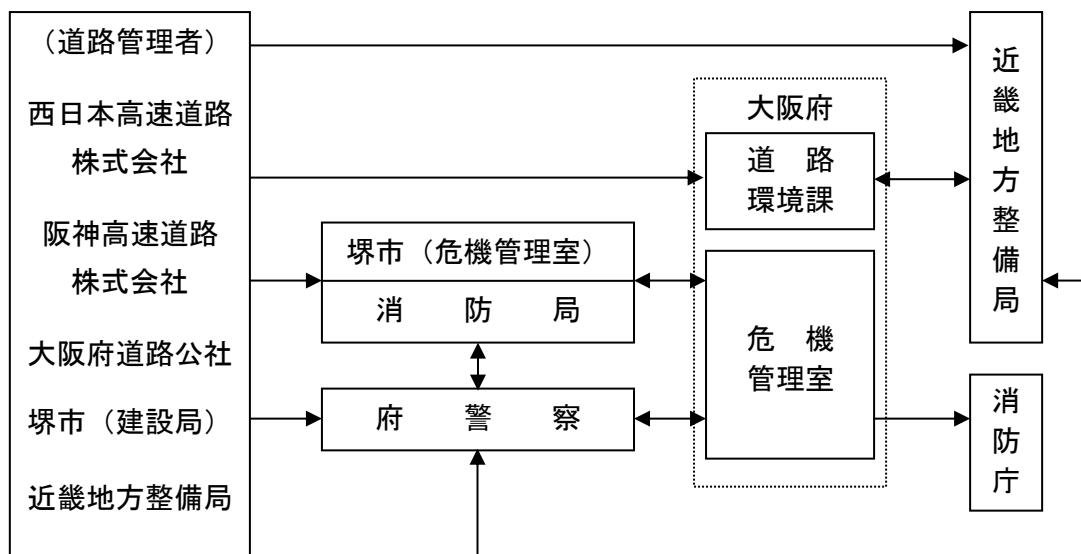 （道路管理者）
西日本高速道路
株式会社
阪神高速道路
株式会社
大阪府道路公社
堺市（建設局）
近畿地方整備局
堺市（危機管理室）
消　防　局
府　警　察
大阪府
道　路
環境課
危　機
管理室
近畿地方整備局
消防庁